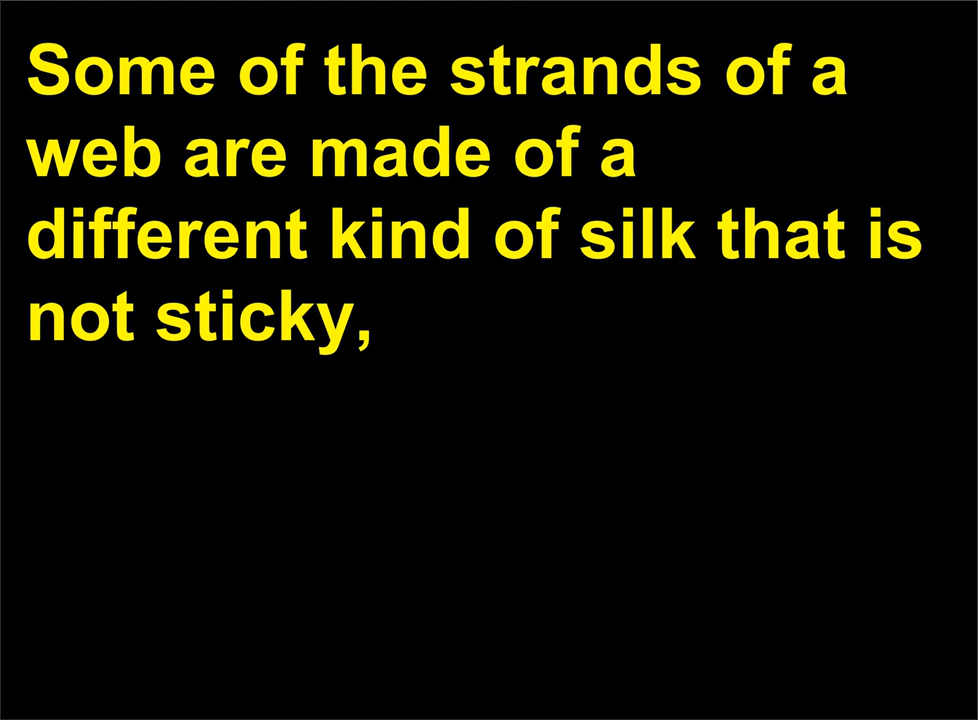 Some of the strands of a
web are made of a
different kind of silk that is
not sticky,